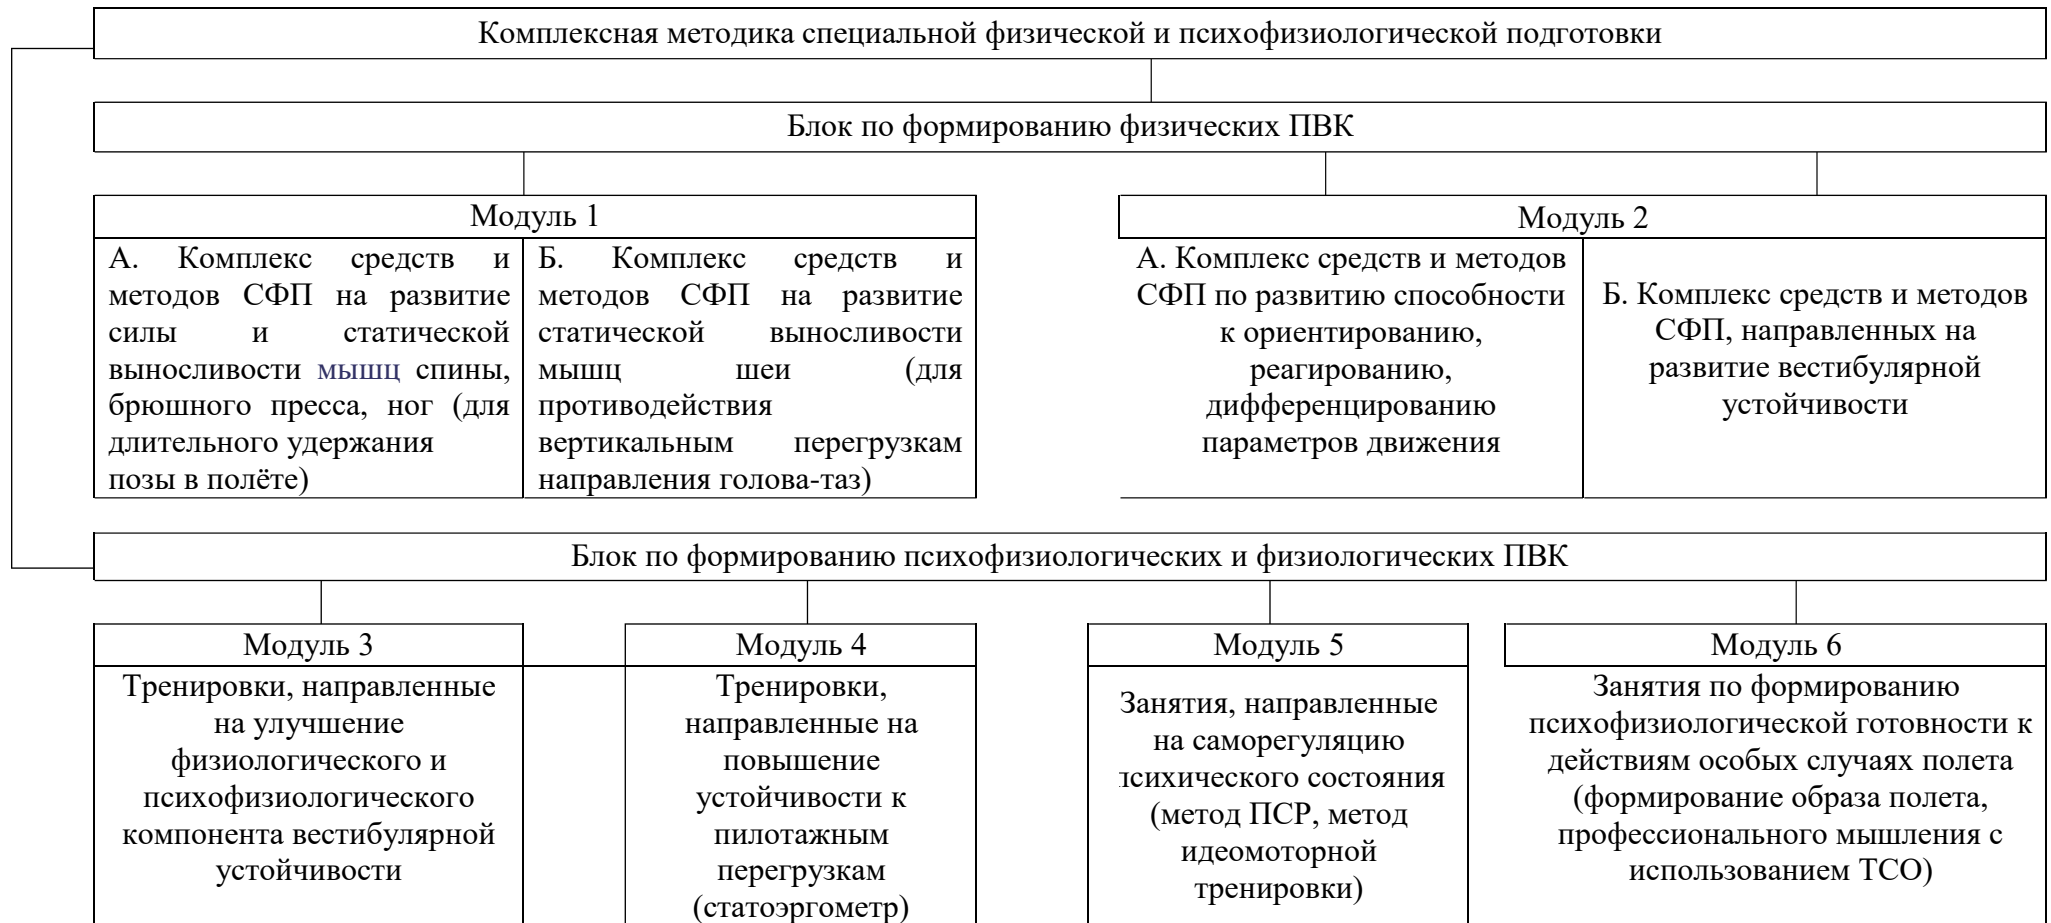 Комплексная методика специальной физической и психофизиологической подготовки
Блок по формированию физических ПВК
Модуль 1
А. Комплекс средств и
методов СФП на развитие
силы и статической
выносливости мышц спины,
брюшного пресса, ног (для
длительного удержания
позы в полёте)
Б. Комплекс средств и
методов СФП на развитие
статической выносливости
мышц шеи (для
противодействия
вертикальным перегрузкам
направления голова-таз)
Модуль 2
А. Комплекс средств и методов
СФП по развитию способности
к ориентированию,
реагированию,
дифференцированию
параметров движения
Б. Комплекс средств и методов
СФП, направленных на
развитие вестибулярной
устойчивости
Блок по формированию психофизиологических и физиологических ПВК
Модуль 3
Тренировки, направленные
на улучшение
физиологического и
психофизиологического
компонента вестибулярной
устойчивости
Модуль 4
Тренировки,
направленные на
повышение
устойчивости к
пилотажным
перегрузкам
(статоэргометр)
Модуль 5
Занятия, направленные
на саморегуляцию
психического состояния
(метод ПСР, метод
идеомоторной
тренировки)
Модуль 6
Занятия по формированию
психофизиологической готовности к
действиям особых случаях полета
(формирование образа полета,
профессионального мышления с
использованием ТСО)